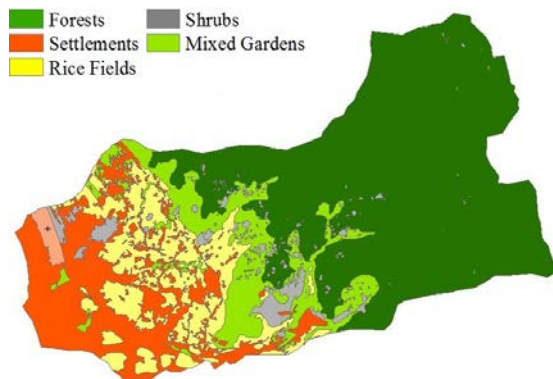 Forests
Shrubs
Settlements
Mixed Gardens
Rice Fields